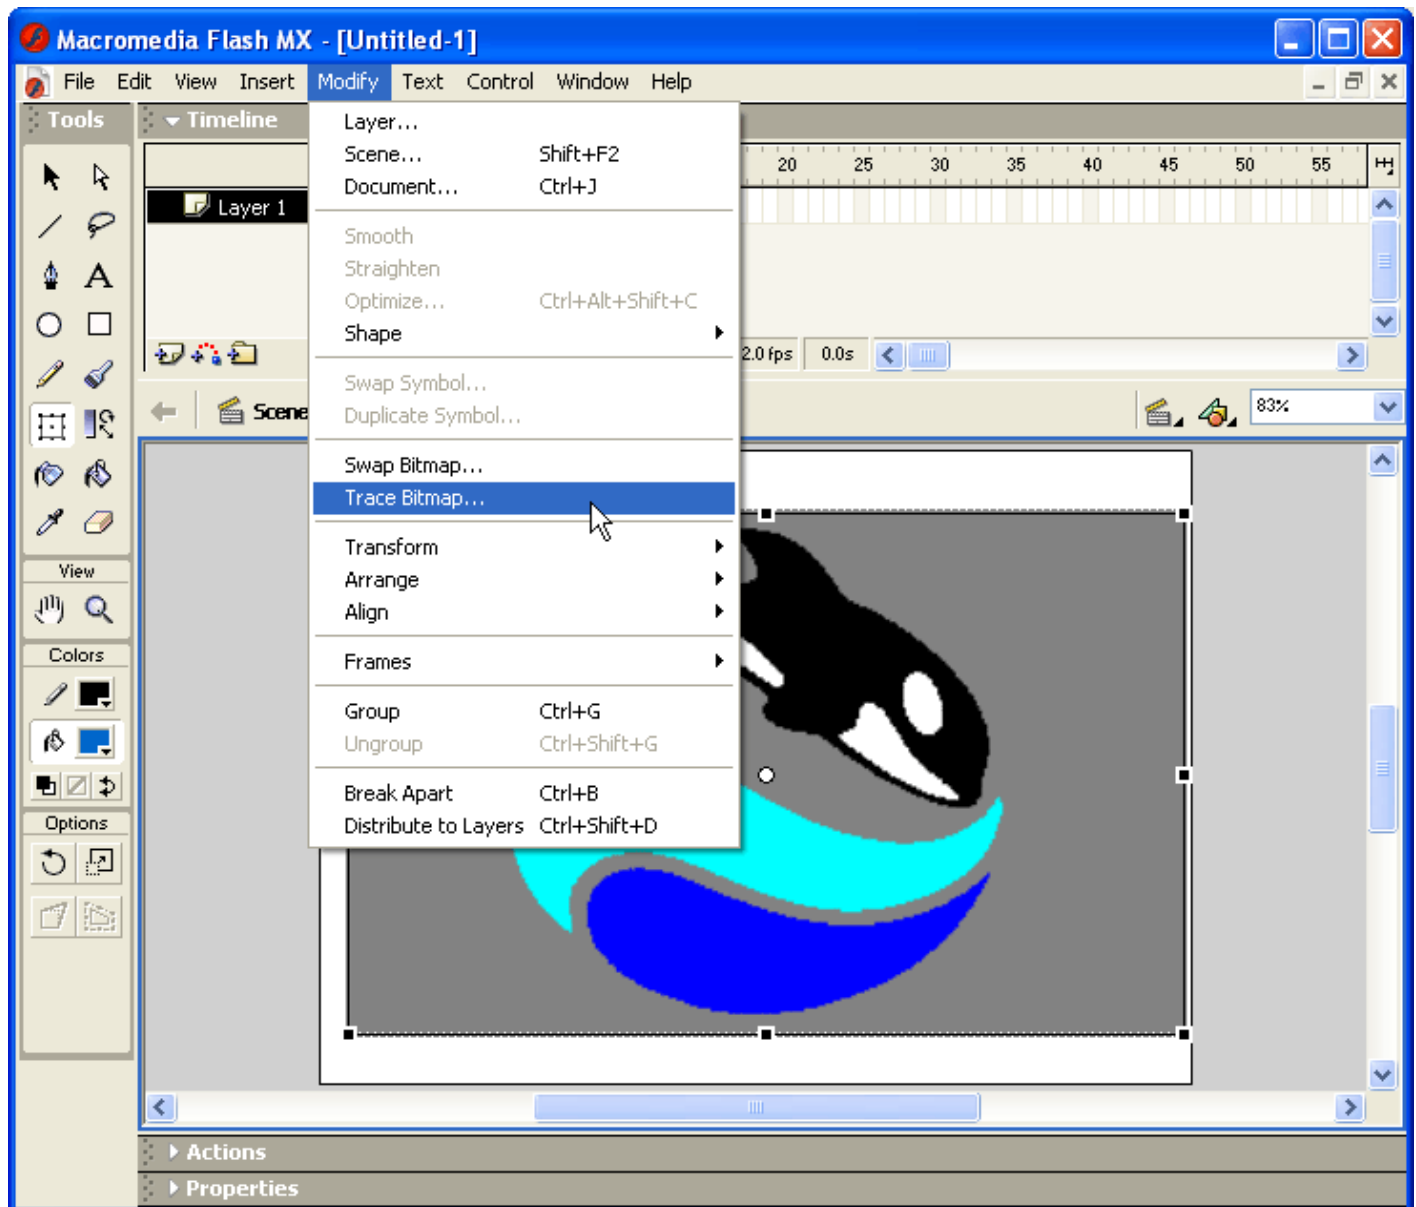 Macromedia Flash MX - [Untitled-1]
File Edit View Insert Modify Text Control Window Help
Tools
Timeline
Layer...
Scene... Shift+F2
Document... Ctrl+J
20 25 30 35 40 45 50 55
Layer 1
Smooth
Straighten
Optimize... Ctrl+Alt+Shift+C
Shape
2.0 fps 0.0s
Swap Symbol...
Duplicate Symbol...
Scene
83%
Swap Bitmap...
Trace Bitmap...
Transform
Arrange
Align
Frames
Group Ctrl+G
Ungroup Ctrl+Shift+G
Break Apart Ctrl+B
Distribute to Layers Ctrl+Shift+D
View
Colors
Options
Actions
Properties